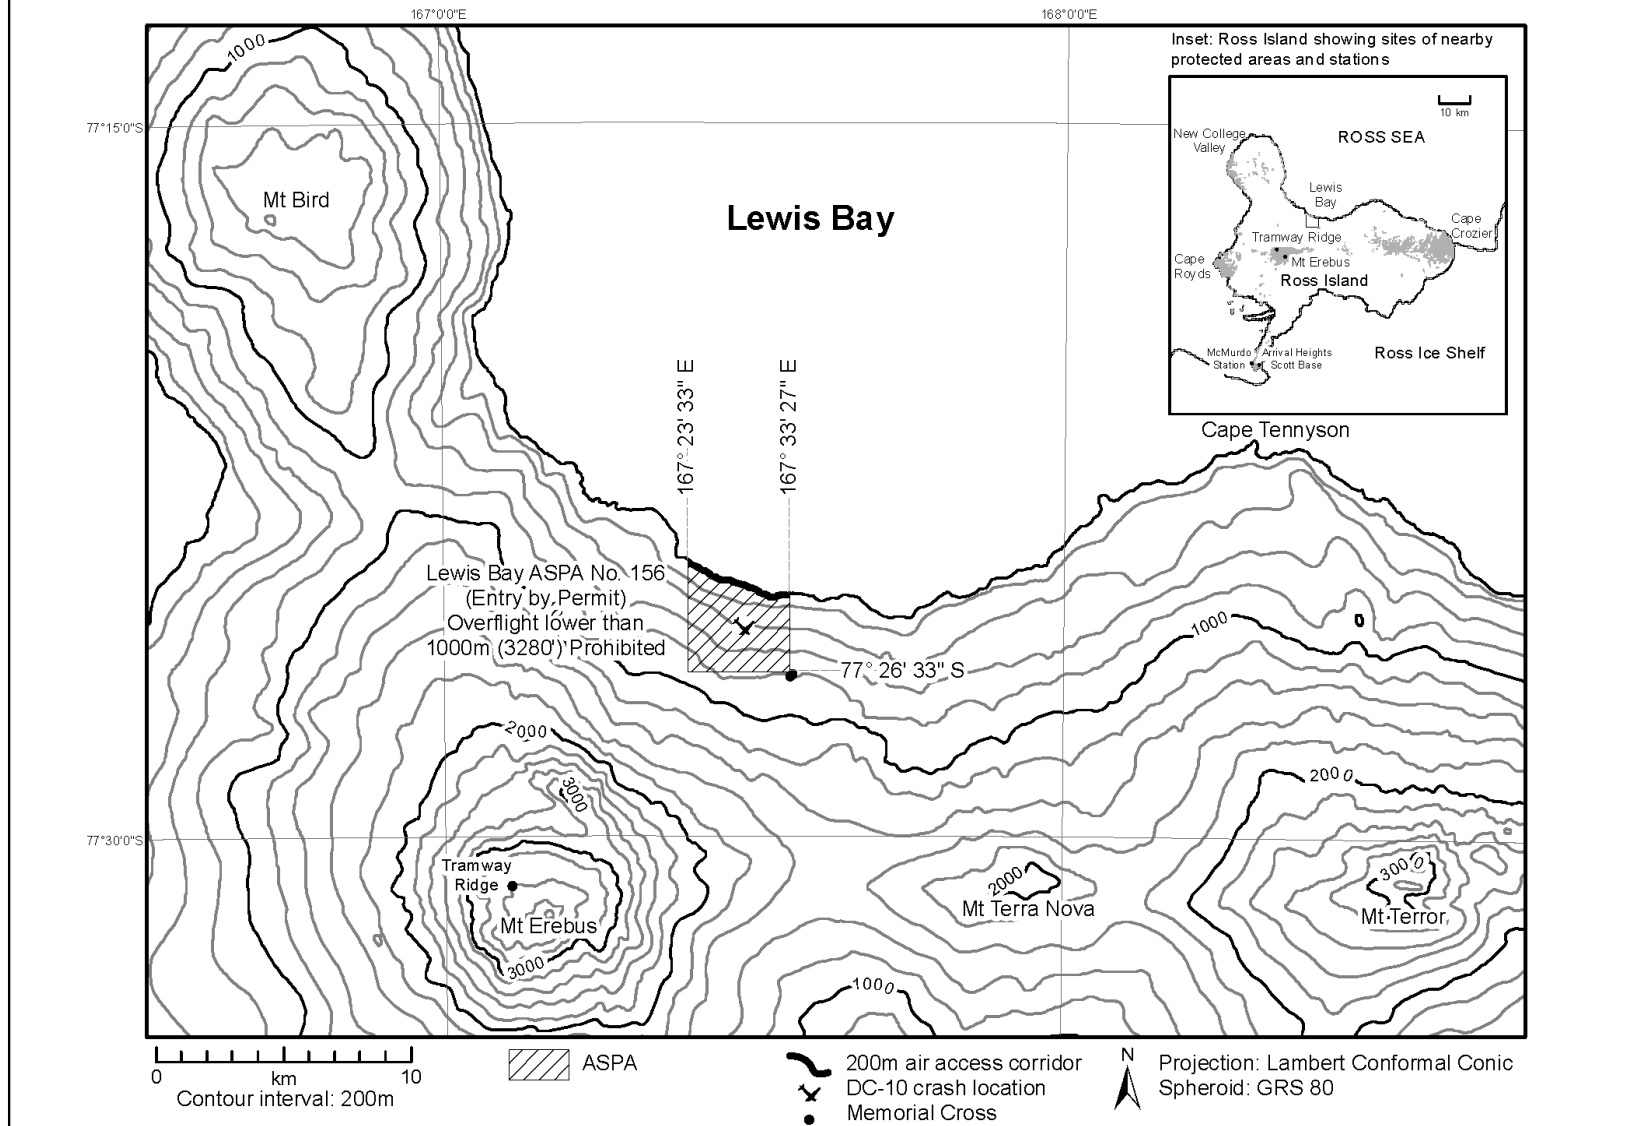 167°0'0"E
168°0'0"E
Inset: Ross Island showing sites of nearby
protected areas and stations
10 km
New College
Valley
ROSS SEA
Lewis
Bay
Cape
Crozier
Tramway Ridge
Mt Erebus
Cape
Royds
Ross Island
Ross Ice Shelf
McMurdo
Station
Arrival Heights
Scott Base
1000
77°15'0"S
Mt Bird
Lewis Bay
167° 23' 33" E
167° 33' 27" E
Cape Tennyson
Lewis Bay ASPA No. 156
(Entry by Permit)
Overflight lower than
1000m (3280') Prohibited
1000
77° 26' 33" S
2000
3000
2000
77°30'0"S
Tramway
Ridge
Mt Erebus
3000
2000
Mt Terra Nova
3000
Mt Terror
1000
0
km
10
Contour interval: 200m
ASPA
200m air access corridor
DC-10 crash location
Memorial Cross
N
Projection: Lambert Conformal Conic
Spheroid: GRS 80